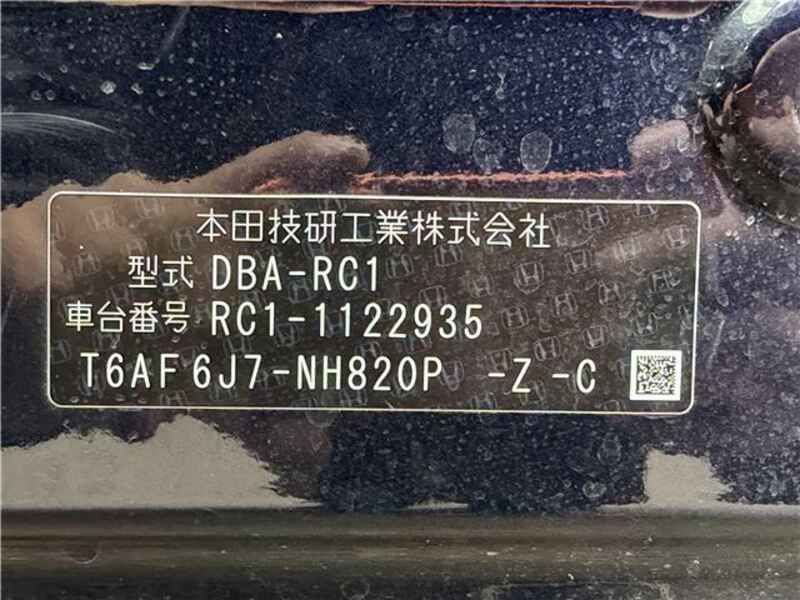 本田技研工業株式会社
型式 DBA-RC1
車台番号 RC1-1122935
T6AF6J7-NH820P -Z -C